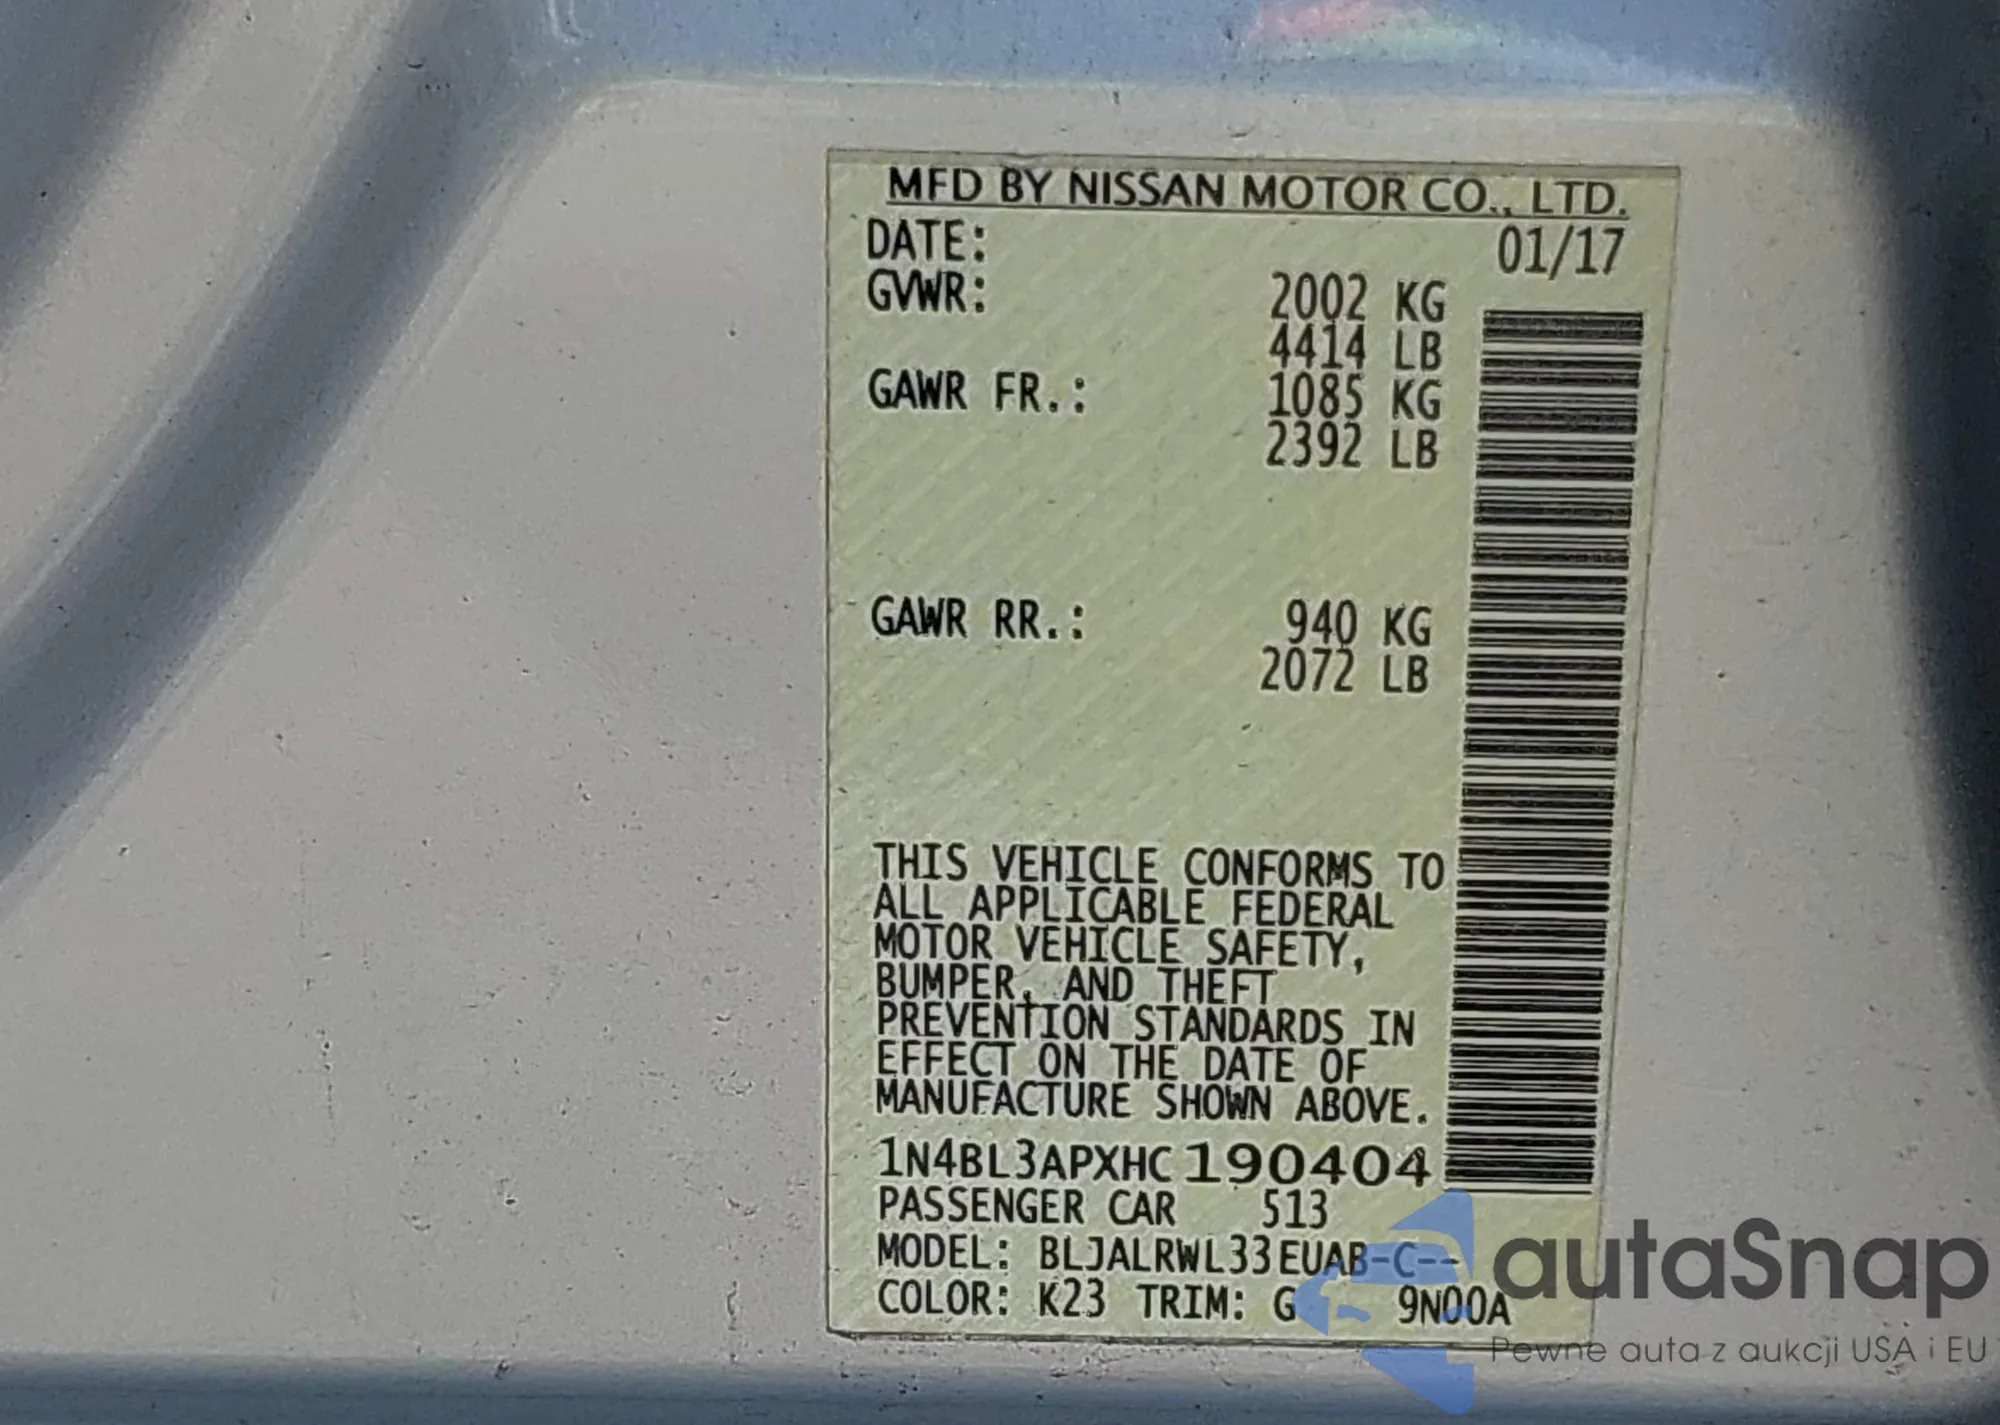 MFD BY NISSAN MOTOR CO., LTD.
DATE: 01/17
GVWR: 2002 KG
4414 LB
GAWR FR.: 1085 KG
2392 LB
GAWR RR.: 940 KG
2072 LB
THIS VEHICLE CONFORMS TO
ALL APPLICABLE FEDERAL
MOTOR VEHICLE SAFETY,
BUMPER, AND THEFT
PREVENTION STANDARDS IN
EFFECT ON THE DATE OF
MANUFACTURE SHOWN ABOVE.
1N4BL3APXHC190404
PASSENGER CAR 513
MODEL: BLJALRWL33EUAB-C--
COLOR: K23 TRIM: G 9N00A
autaSnap
Pewne auta z aukcji USA i EU